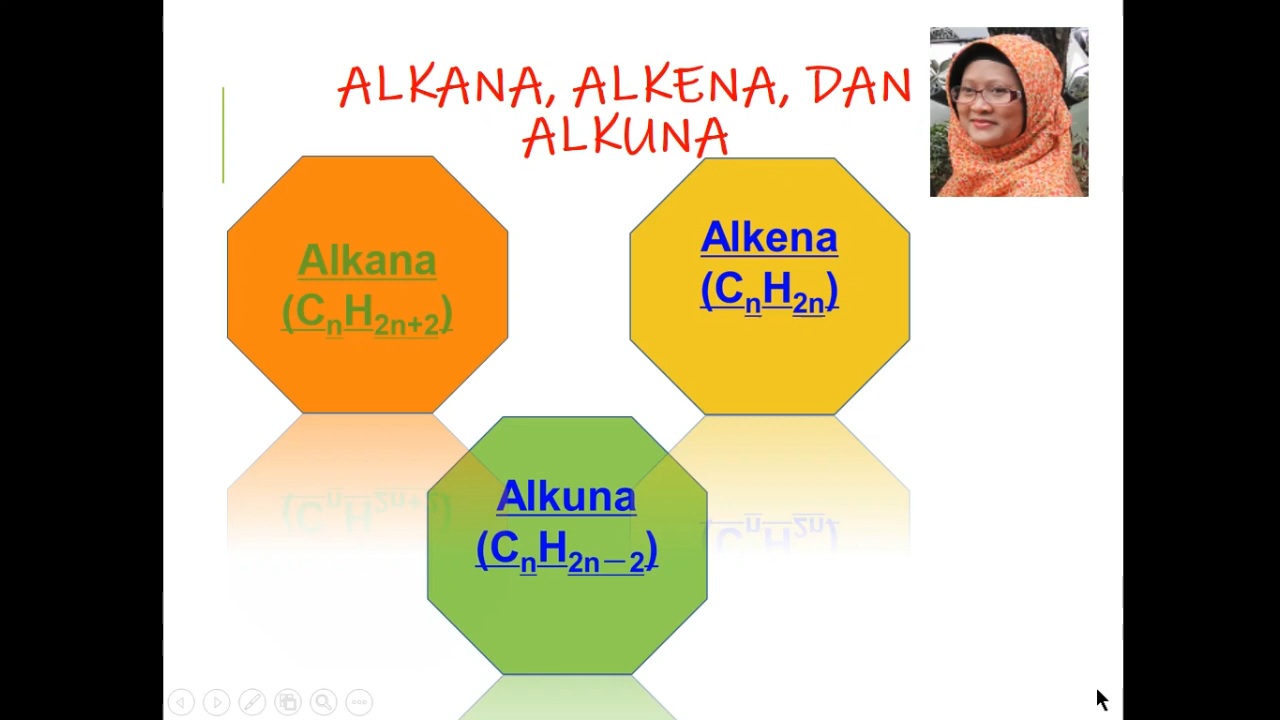 ALKANA, ALKENA, DAN
ALKUNA
Alkana
(CₙH₂ₙ₊₂)
Alkena
(CₙH₂ₙ)
Alkuna
(CₙH₂ₙ₋₂)